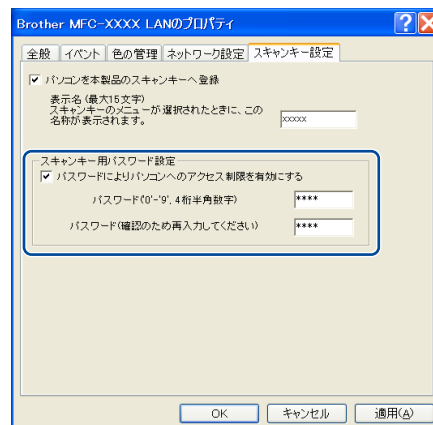 Brother MFC-XXXX LANのプロパティ
全般 イベント 色の管理 ネットワーク設定 スキャンキー設定
パソコンを本製品のスキャンキーへ登録
表示名(最大15文字)
スキャンキーのメニューが選択されたときに、この
名称が表示されます。
xxxxx
スキャンキー用パスワード設定
パスワードによりパソコンへのアクセス制限を有効にする
パスワード('0'-'9', 4桁半角数字) ****
パスワード(確認のため再入力してください) ****
OK キャンセル 適用(A)